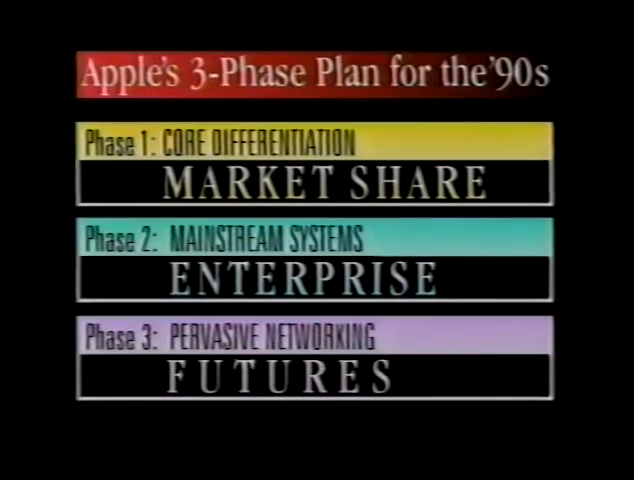 Apple's 3-Phase Plan for the '90s
Phase 1: CORE DIFFERENTIATION
MARKET SHARE
Phase 2: MAINSTREAM SYSTEMS
ENTERPRISE
Phase 3: PERVASIVE NETWORKING
FUTURES